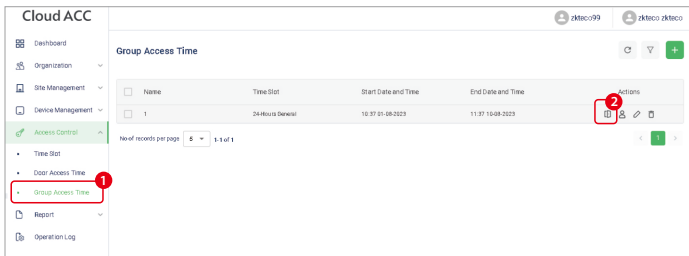 Cloud ACC
zkteco99
zkteco zkteco
Dashboard
Organization
Site Management
Device Management
Access Control
Time Slot
Door Access Time
1
Group Access Time
Report
Operation Log
Group Access Time
Name Time Slot Start Date and Time End Date and Time Actions
2
1 24-Hours General 10:37 01-08-2023 11:37 10-08-2023
No of records per page 5 1-1 of 1
1